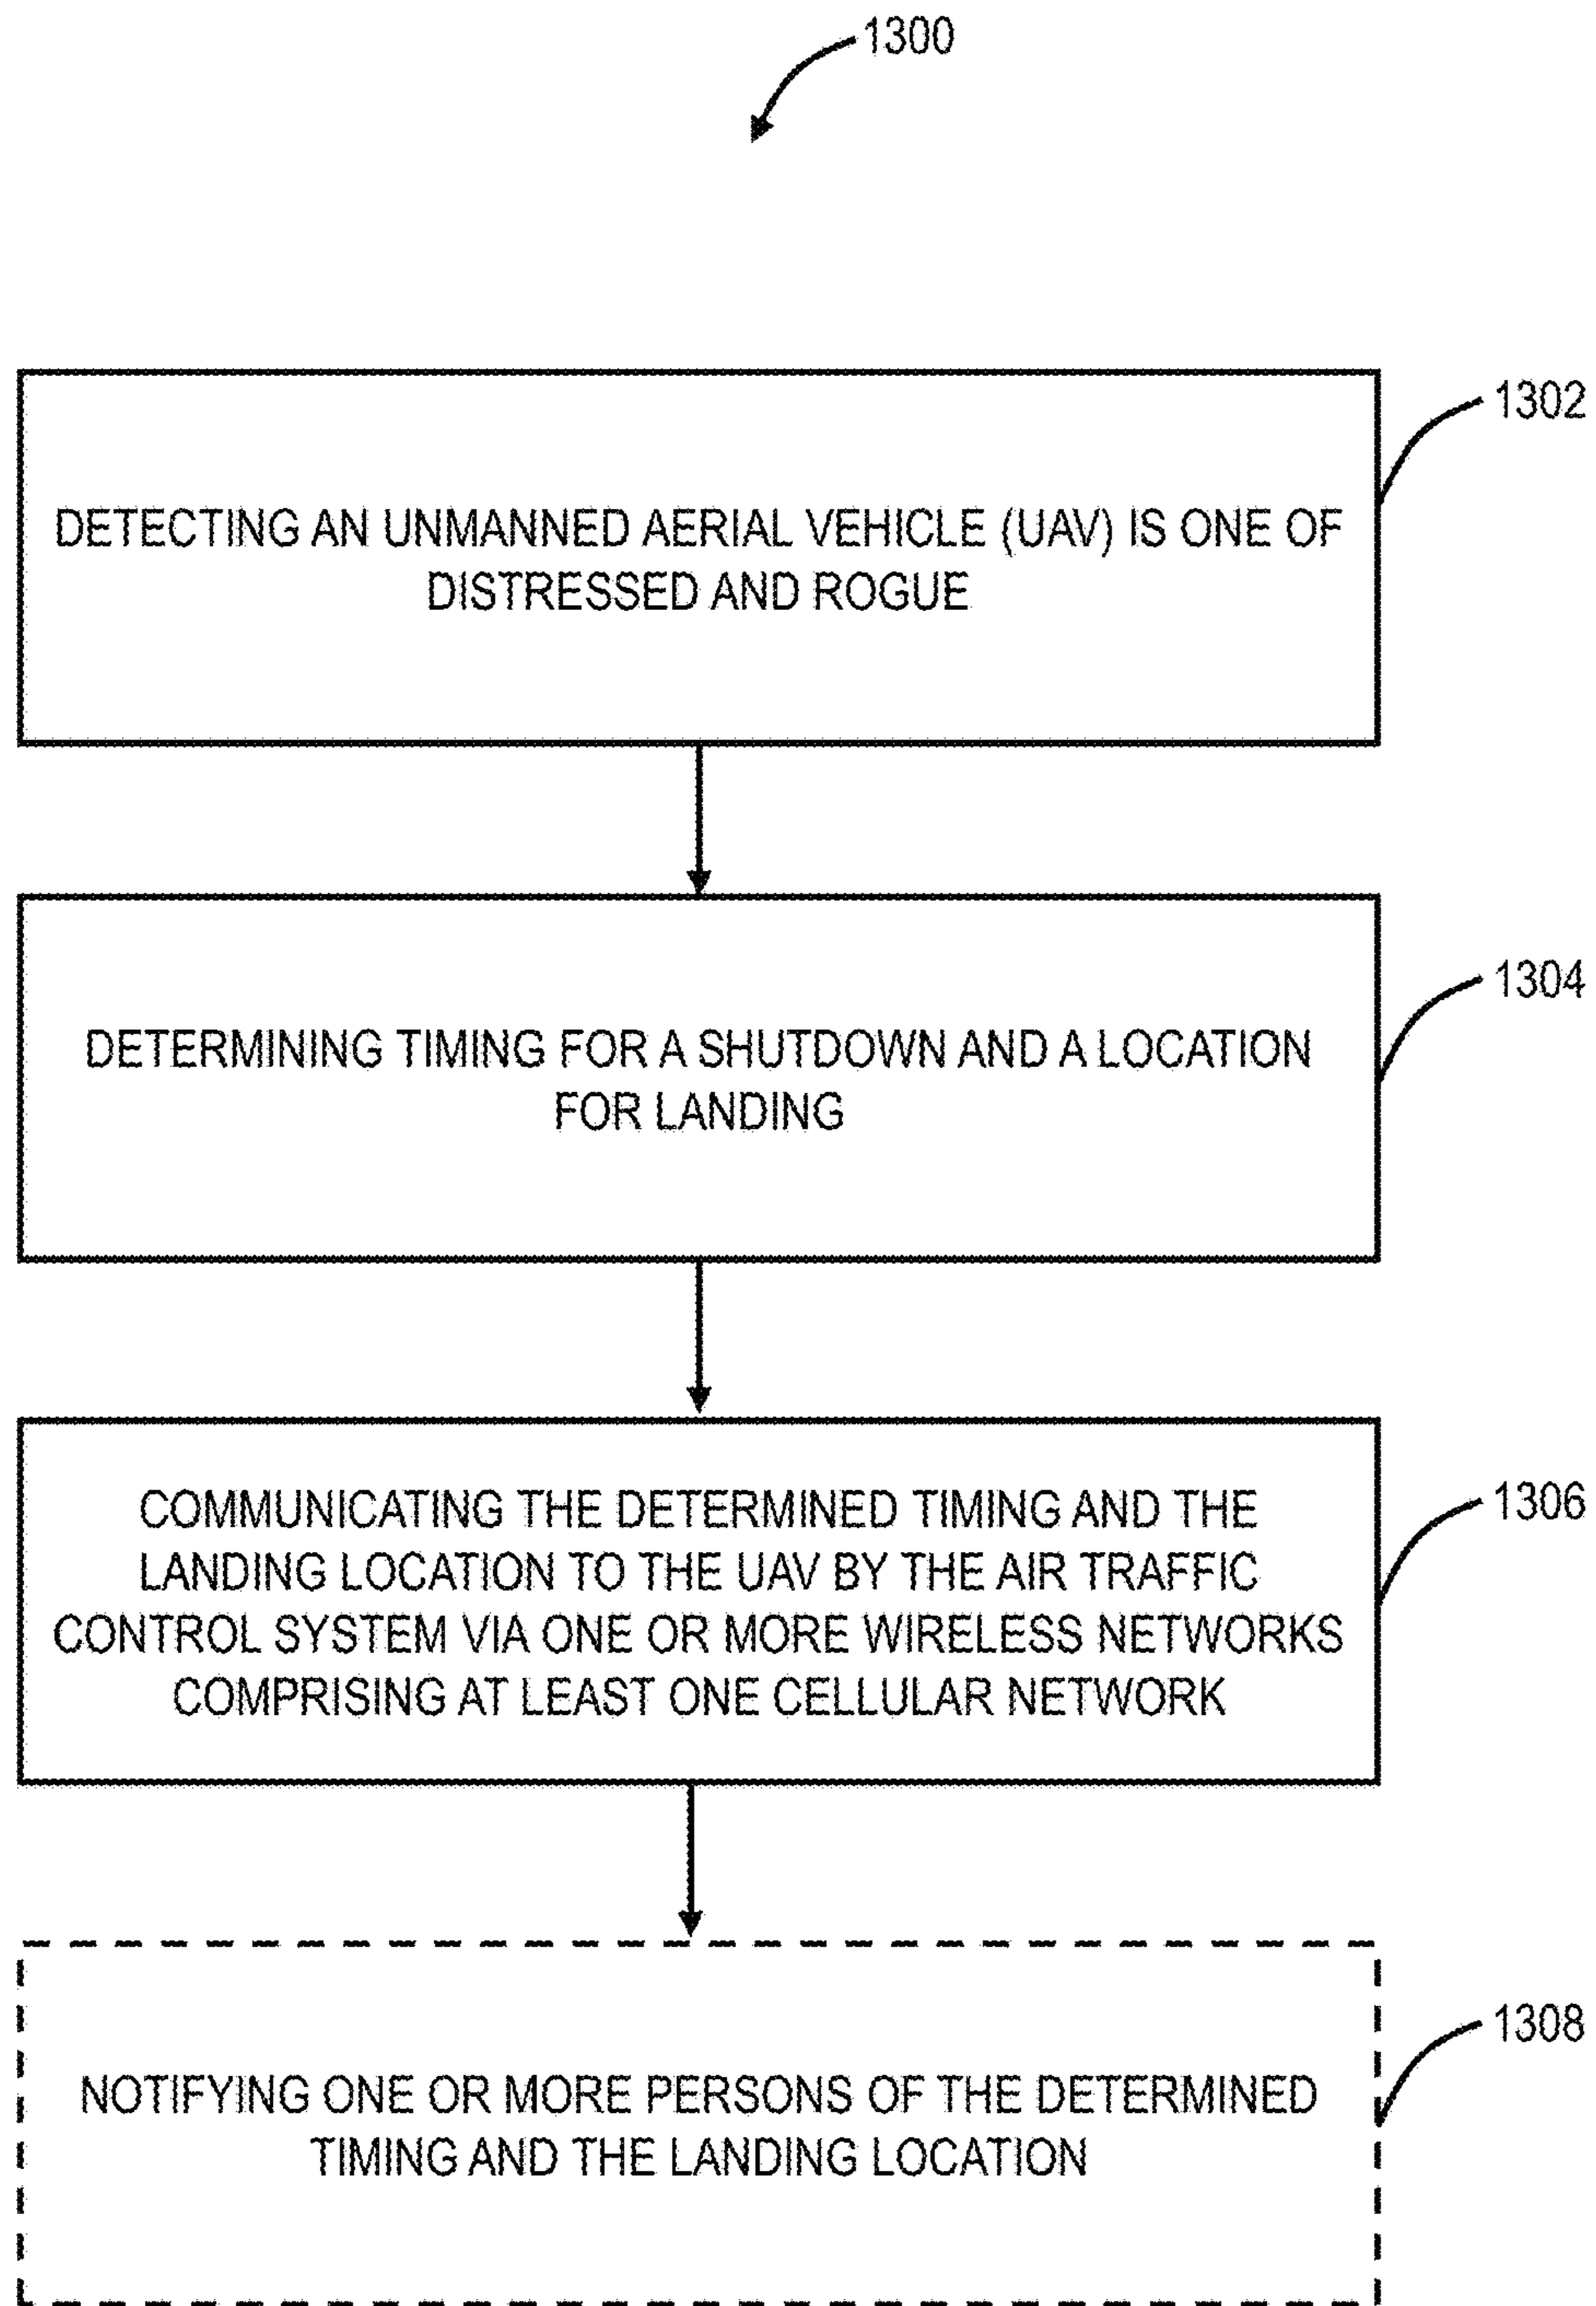 1300
1302
DETECTING AN UNMANNED AERIAL VEHICLE (UAV) IS ONE OF
DISTRESSED AND ROGUE
1304
DETERMINING TIMING FOR A SHUTDOWN AND A LOCATION
FOR LANDING
1306
COMMUNICATING THE DETERMINED TIMING AND THE
LANDING LOCATION TO THE UAV BY THE AIR TRAFFIC
CONTROL SYSTEM VIA ONE OR MORE WIRELESS NETWORKS
COMPRISING AT LEAST ONE CELLULAR NETWORK
1308
NOTIFYING ONE OR MORE PERSONS OF THE DETERMINED
TIMING AND THE LANDING LOCATION